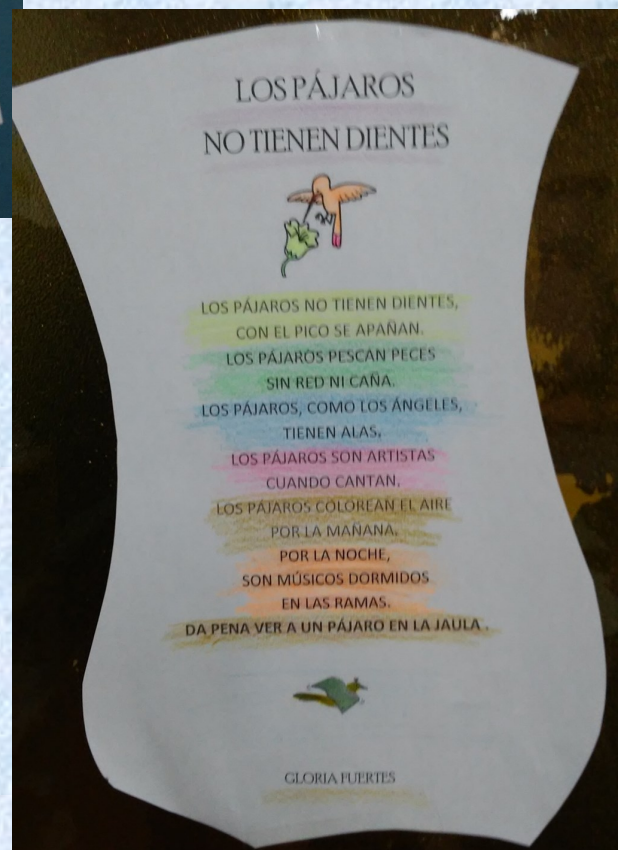 LOS PÁJAROS
NO TIENEN DIENTES
LOS PÁJAROS NO TIENEN DIENTES,
CON EL PICO SE APAÑAN.
LOS PÁJAROS PESCAN PECES
SIN RED NI CAÑA.
LOS PÁJAROS, COMO LOS ÁNGELES,
TIENEN ALAS.
LOS PÁJAROS SON ARTISTAS
CUANDO CANTAN.
LOS PÁJAROS COLOREAN EL AIRE
POR LA MAÑANA.
POR LA NOCHE,
SON MÚSICOS DORMIDOS
EN LAS RAMAS.
DA PENA VER A UN PÁJARO EN LA JAULA .
GLORIA FUERTES